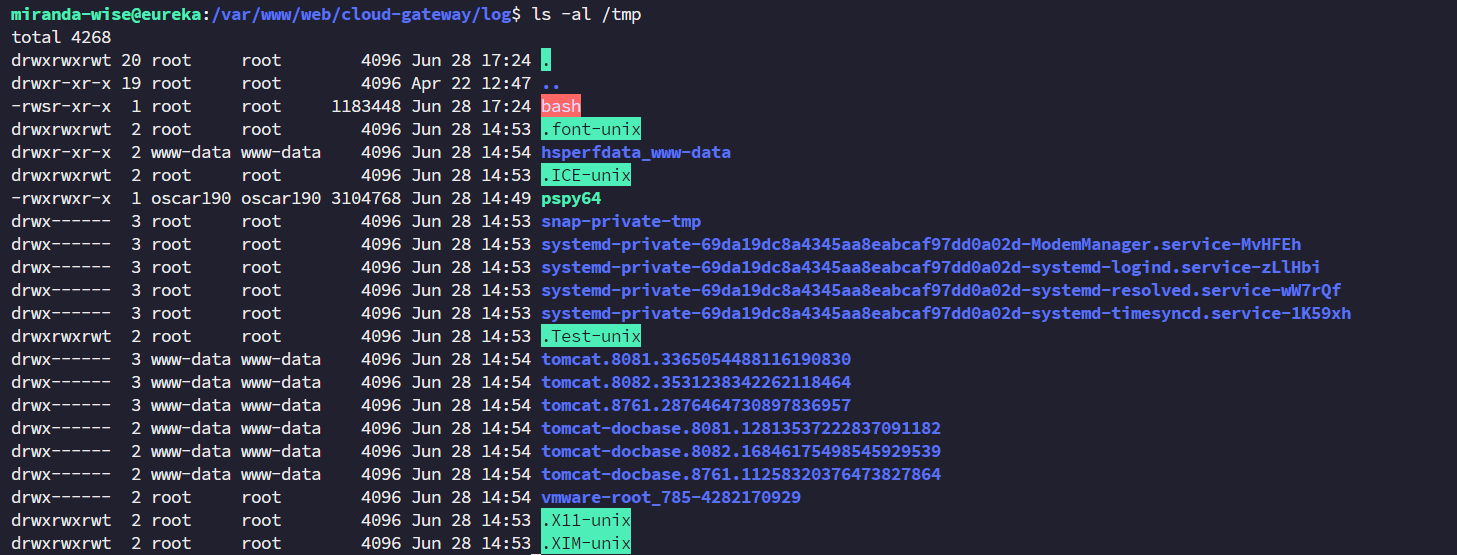 miranda-wise@eureka:/var/www/web/cloud-gateway/log$ ls -al /tmp
total 4268
drwxrwxrwt 20 root     root        4096 Jun 28 17:24 .
drwxr-xr-x 19 root     root        4096 Apr 22 12:47 ..
-rwsr-xr-x  1 root     root     1183448 Jun 28 17:24 bash
drwxrwxrwt  2 root     root        4096 Jun 28 14:53 .font-unix
drwxr-xr-x  2 www-data www-data    4096 Jun 28 14:54 hsperfdata_www-data
drwxrwxrwt  2 root     root        4096 Jun 28 14:53 .ICE-unix
-rwxrwxr-x  1 oscar190 oscar190 3104768 Jun 28 14:49 pspy64
drwx------  3 root     root        4096 Jun 28 14:53 snap-private-tmp
drwx------  3 root     root        4096 Jun 28 14:53 systemd-private-69da19dc8a4345aa8eabcaf97dd0a02d-ModemManager.service-MvHFEh
drwx------  3 root     root        4096 Jun 28 14:53 systemd-private-69da19dc8a4345aa8eabcaf97dd0a02d-systemd-logind.service-zLlHbi
drwx------  3 root     root        4096 Jun 28 14:53 systemd-private-69da19dc8a4345aa8eabcaf97dd0a02d-systemd-resolved.service-wW7rQf
drwx------  3 root     root        4096 Jun 28 14:53 systemd-private-69da19dc8a4345aa8eabcaf97dd0a02d-systemd-timesyncd.service-1K59xh
drwxrwxrwt  2 root     root        4096 Jun 28 14:53 .Test-unix
drwx------  3 www-data www-data    4096 Jun 28 14:54 tomcat.8081.3365054488116190830
drwx------  3 www-data www-data    4096 Jun 28 14:54 tomcat.8082.3531238342262118464
drwx------  3 www-data www-data    4096 Jun 28 14:54 tomcat.8761.2876464730897836957
drwx------  2 www-data www-data    4096 Jun 28 14:54 tomcat-docbase.8081.12813537222837091182
drwx------  2 www-data www-data    4096 Jun 28 14:54 tomcat-docbase.8082.16846175498545929539
drwx------  2 www-data www-data    4096 Jun 28 14:54 tomcat-docbase.8761.11258320376473827864
drwx------  2 root     root        4096 Jun 28 14:54 vmware-root_785-4282170929
drwxrwxrwt  2 root     root        4096 Jun 28 14:53 .X11-unix
drwxrwxrwt  2 root     root        4096 Jun 28 14:53 .XIM-unix